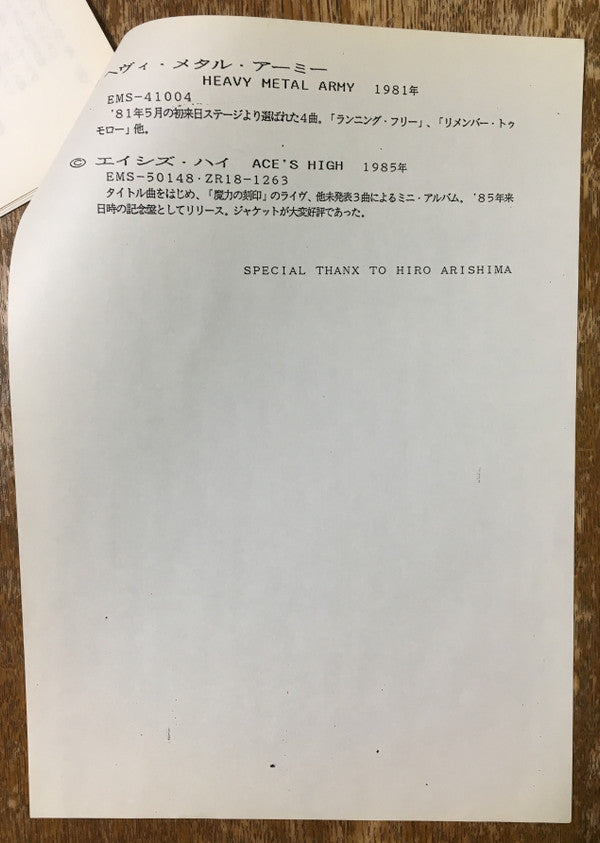 ヘヴィ・メタル・アーミー
HEAVY METAL ARMY 1981年
EMS-41004
'81年5月の初来日ステージより選ばれた4曲。「ランニング・フリー」、「リメンバー・トゥ
モロー」他。
© エイシズ・ハイ ACE'S HIGH 1985年
EMS-50148・ZR18-1263
タイトル曲をはじめ、「魔力の刻印」のライヴ、他未発表3曲によるミニ・アルバム。'85年来
日時の記念盤としてリリース。ジャケットが大変好評であった。
SPECIAL THANX TO HIRO ARISHIMA